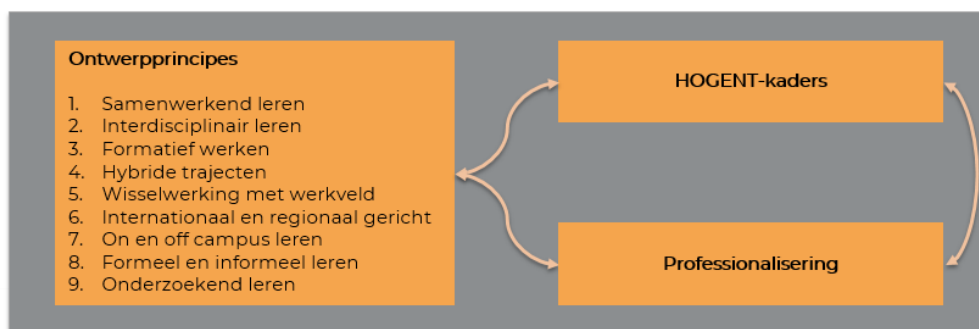 Ontwerpprincipes
1. Samenwerkend leren
2. Interdisciplinair leren
3. Formatief werken
4. Hybride trajecten
5. Wisselwerking met werkveld
6. Internationaal en regionaal gericht
7. On en off campus leren
8. Formeel en informeel leren
9. Onderzoekend leren
HOGENT-kaders
Professionalisering